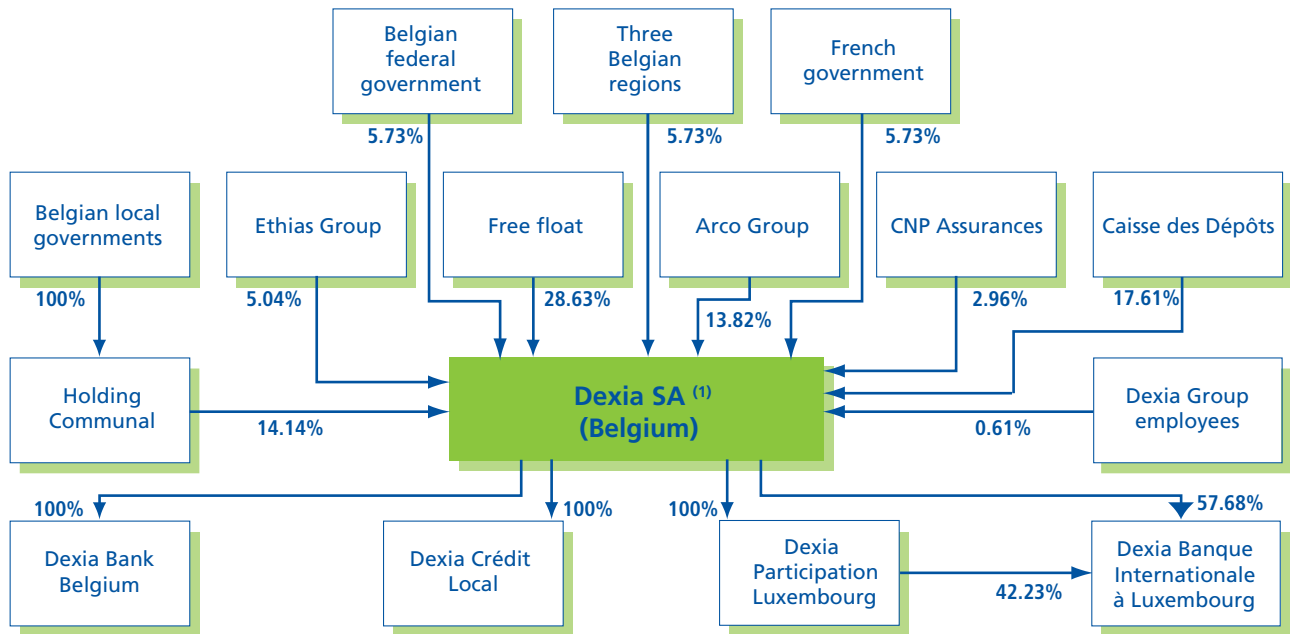 Belgian
federal
government
Three
Belgian
regions
French
government
5.73%
5.73%
5.73%
Belgian local
governments
Ethias Group
Free float
Arco Group
CNP Assurances
Caisse des Dépôts
100%
5.04%
28.63%
13.82%
2.96%
17.61%
Holding
Communal
14.14%
Dexia SA (1)
(Belgium)
0.61%
Dexia Group
employees
100%
100%
100%
57.68%
Dexia Bank
Belgium
Dexia Crédit
Local
Dexia
Participation
Luxembourg
42.23%
Dexia Banque
Internationale
à Luxembourg